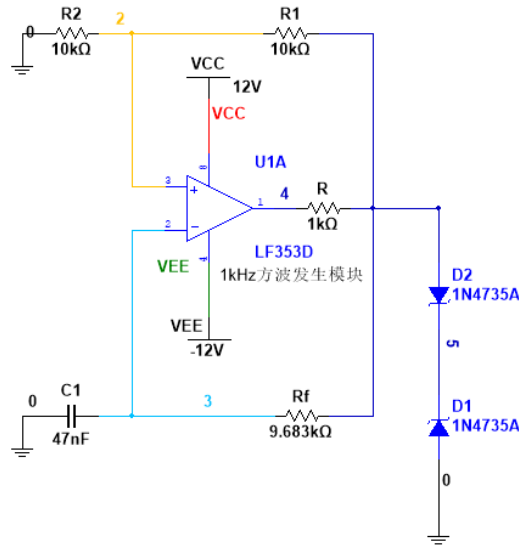 0
R2
10kΩ
2
R1
10kΩ
VCC
12V
VCC
8
U1A
3
+
1
4
R
1kΩ
2
−
4
LF353D
VEE
1kHz方波发生模块
VEE
-12V
D2
1N4735A
5
D1
1N4735A
0
0
C1
47nF
3
Rf
9.683kΩ